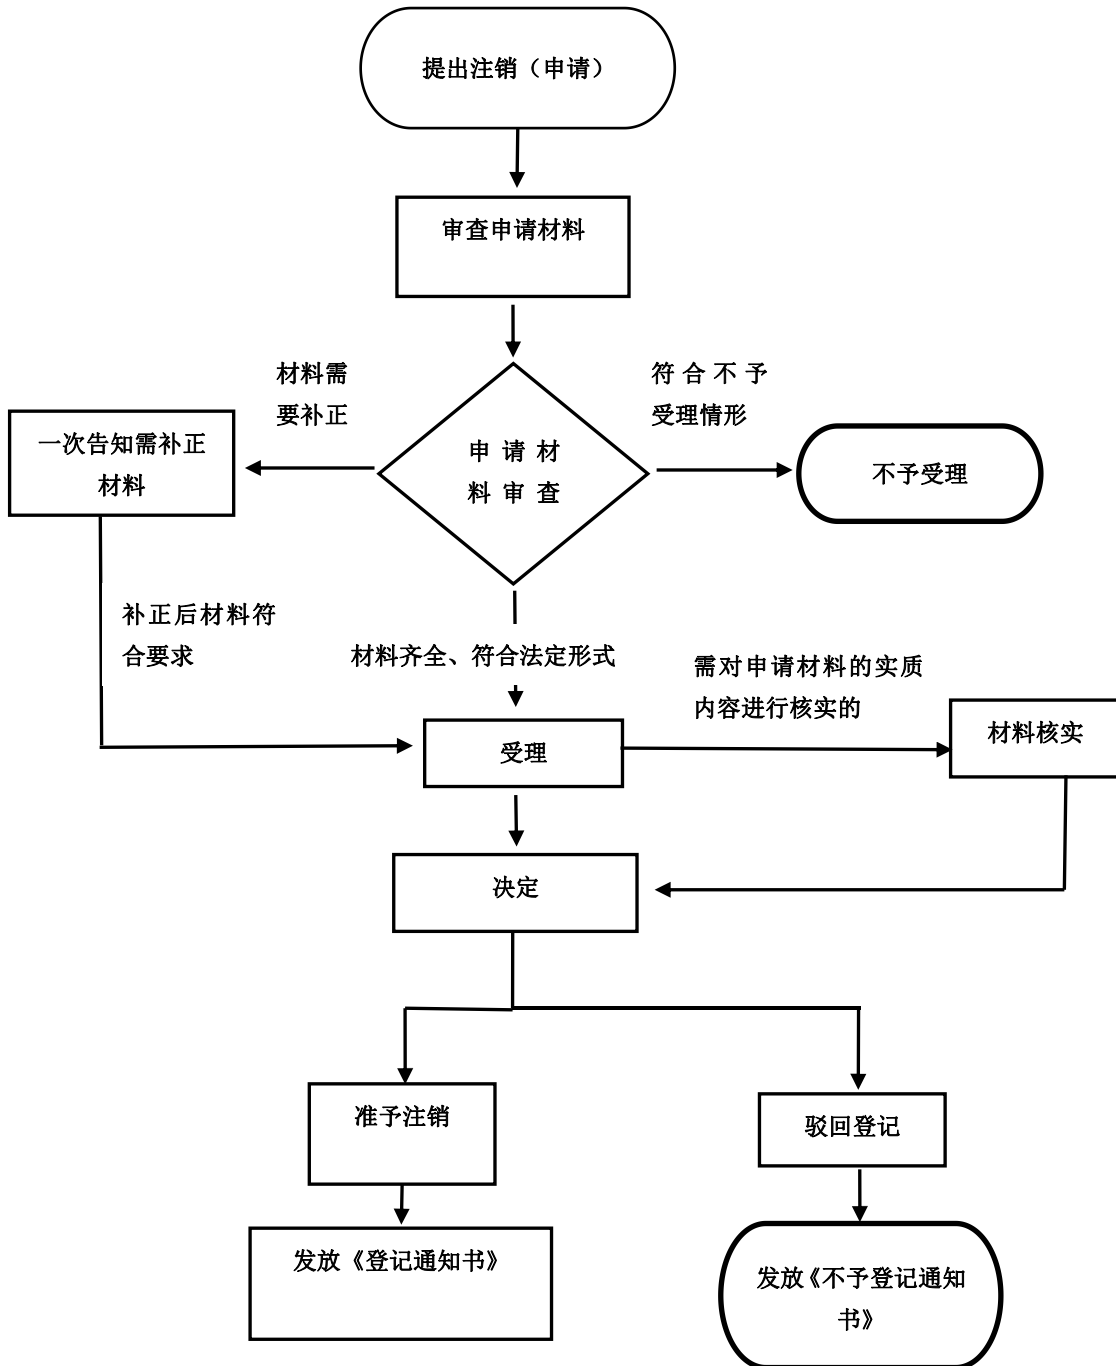 提出注销（申请）
审查申请材料
材料需
要补正
符合不予
受理情形
申请材
料审查
一次告知需补正
材料
不予受理
补正后材料符
合要求
材料齐全、符合法定形式
需对申请材料的实质
内容进行核实的
受理
材料核实
决定
准予注销
驳回登记
发放《登记通知书》
发放《不予登记通知
书》